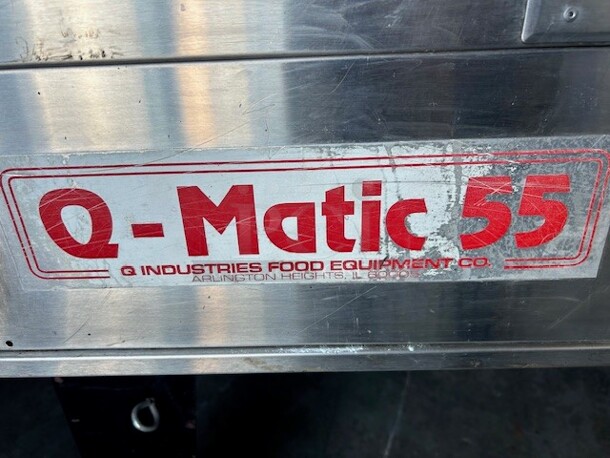 Q-Matic 55
Q INDUSTRIES FOOD EQUIPMENT CO.
ARLINGTON HEIGHTS, IL